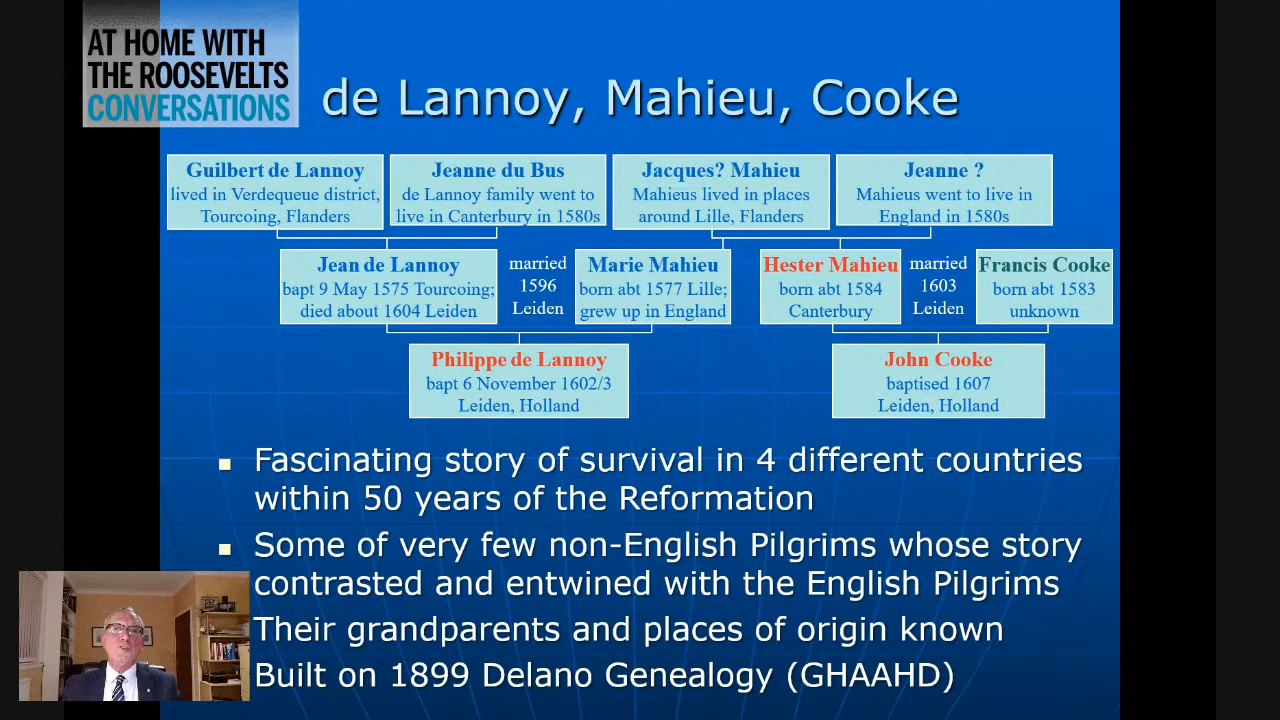 AT HOME WITH
THE ROOSEVELTS
CONVERSATIONS
de Lannoy, Mahieu, Cooke
Guilbert de Lannoy
lived in Verdequeue district,
Tourcoing, Flanders
Jeanne du Bus
de Lannoy family went to
live in Canterbury in 1580s
Jacques? Mahieu
Mahieus lived in places
around Lille, Flanders
Jeanne ?
Mahieus went to live in
England in 1580s
Jean de Lannoy
bapt 9 May 1575 Tourcoing;
died about 1604 Leiden
married
1596
Leiden
Marie Mahieu
born abt 1577 Lille;
grew up in England
Hester Mahieu
born abt 1584
Canterbury
married
1603
Leiden
Francis Cooke
born abt 1583
unknown
Philippe de Lannoy
bapt 6 November 1602/3
Leiden, Holland
John Cooke
baptised 1607
Leiden, Holland
Fascinating story of survival in 4 different countries
within 50 years of the Reformation
Some of very few non-English Pilgrims whose story
contrasted and entwined with the English Pilgrims
Their grandparents and places of origin known
Built on 1899 Delano Genealogy (GHAAHD)